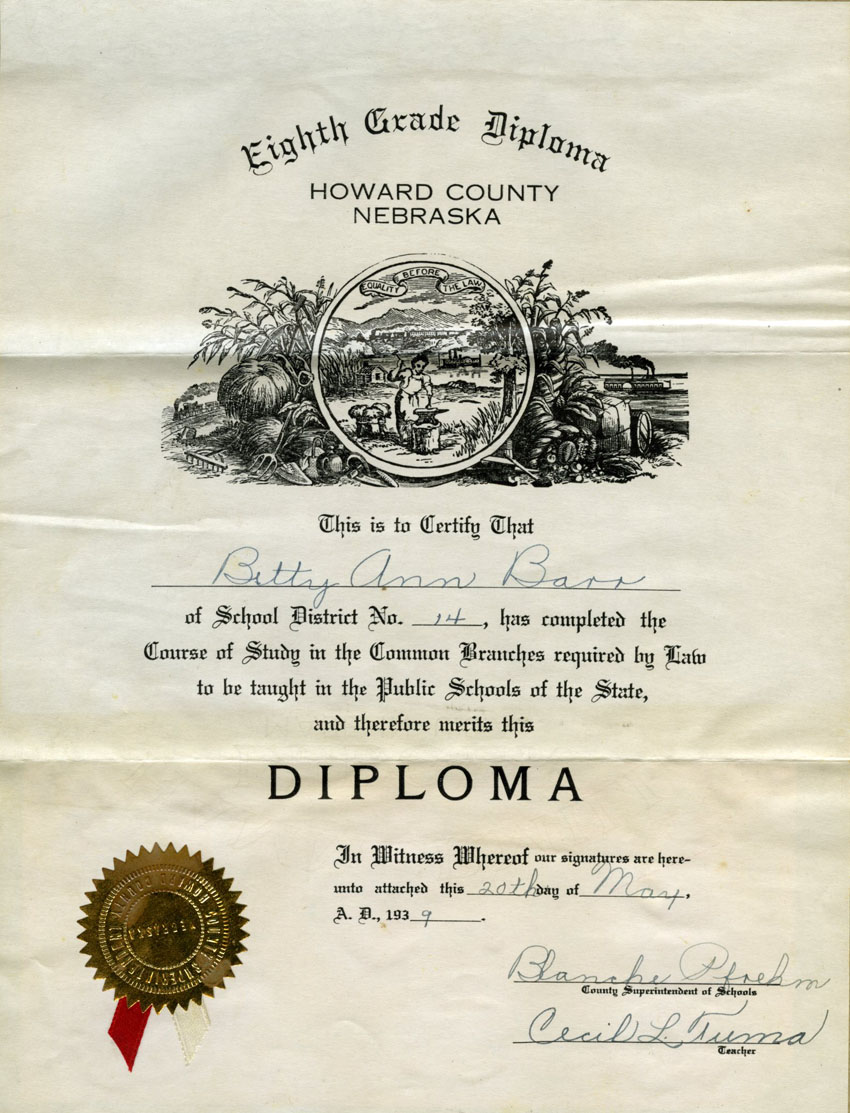 Eighth Grade Diploma
HOWARD COUNTY
NEBRASKA
EQUALITY BEFORE THE LAW
This is to Certify That
Betty Ann Barr
of School District No. 14, has completed the
Course of Study in the Common Branches required by Law
to be taught in the Public Schools of the State,
and therefore merits this
DIPLOMA
In Witness Whereof our signatures are here-
unto attached this 20th day of May,
A. D., 1939.
Blanche Pfrehm
County Superintendent of Schools
Cecil L. Tuma
Teacher
NEBRASKA